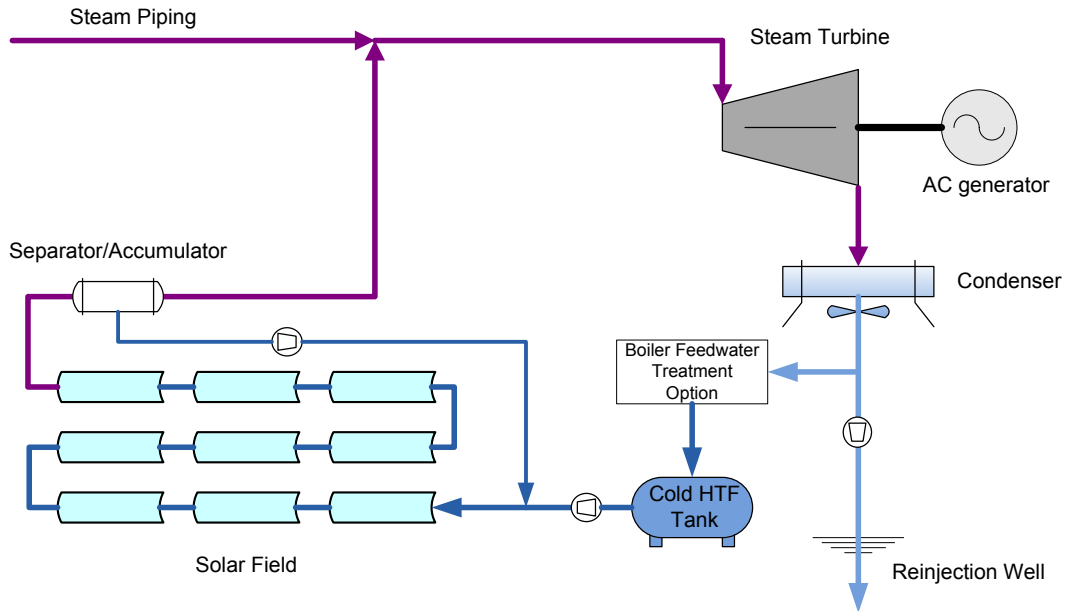 Steam Piping
Steam Turbine
AC generator
Separator/Accumulator
Condenser
Boiler Feedwater
Treatment
Option
Cold HTF
Tank
Solar Field
Reinjection Well